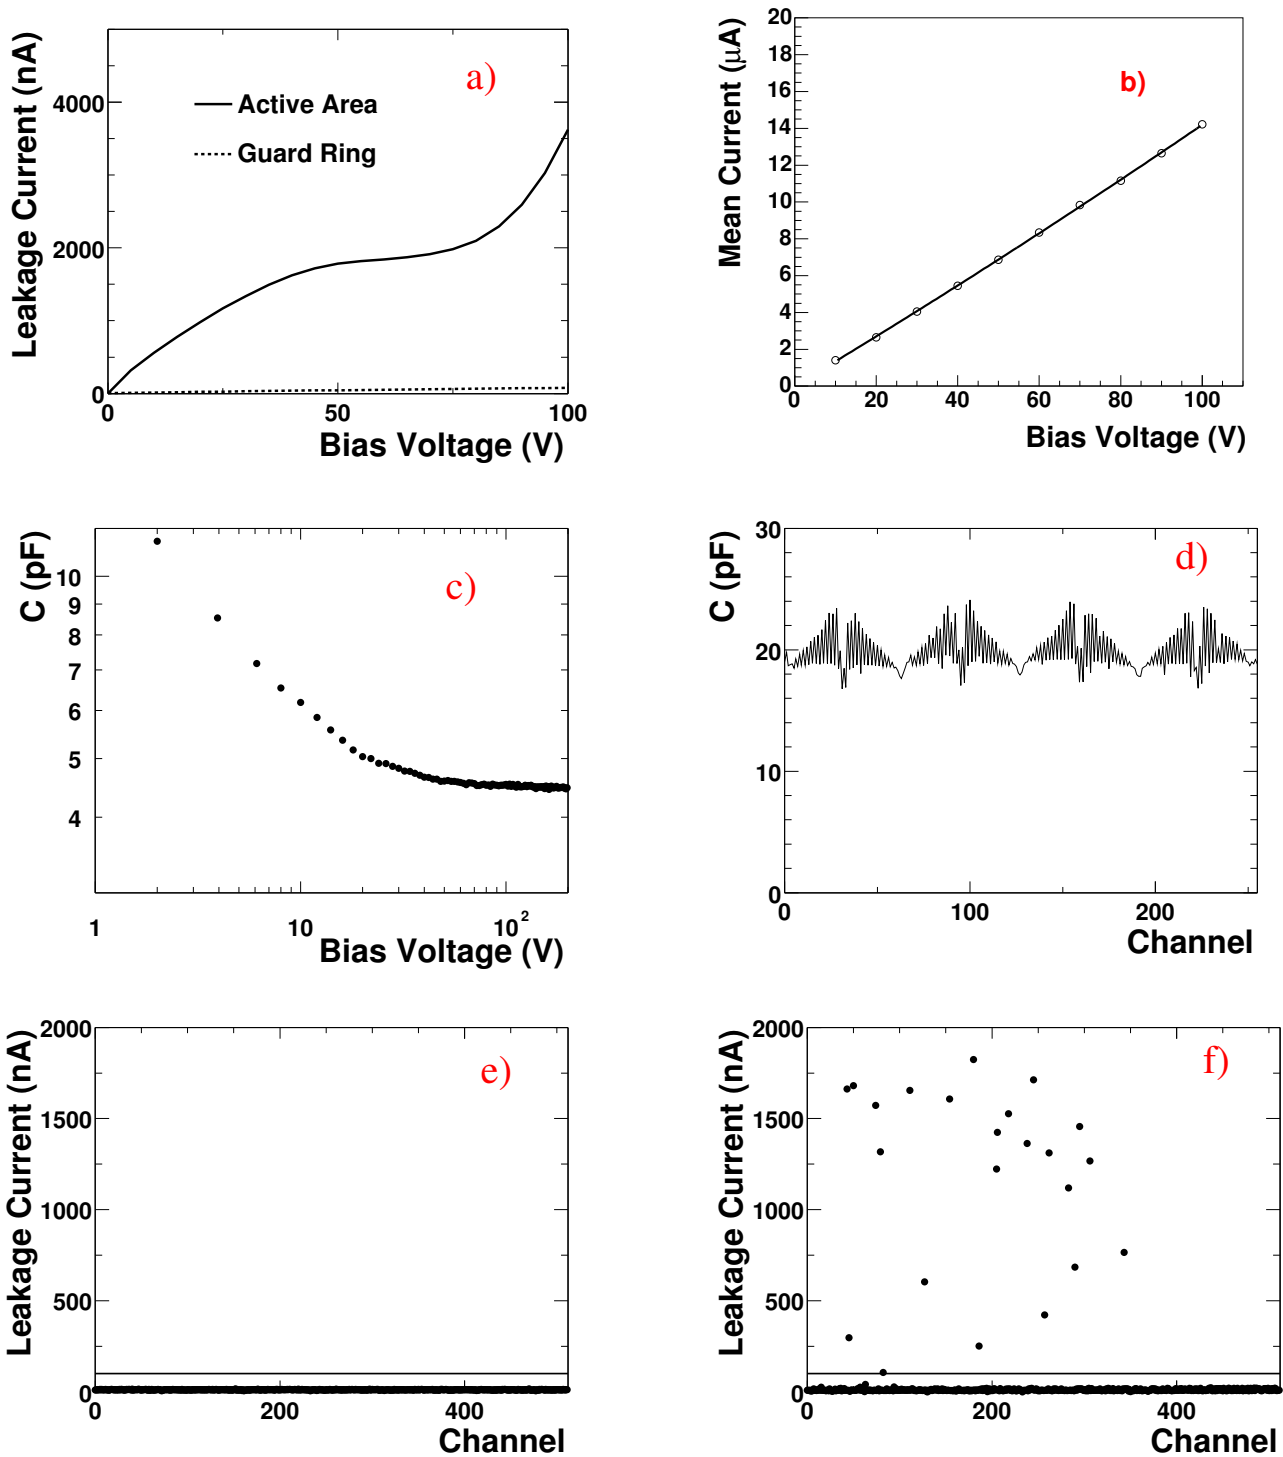 a)
Leakage Current (nA)
4000
2000
0
Active Area
Guard Ring
0 50 100
Bias Voltage (V)
b)
Mean Current (μA)
20
18
16
14
12
10
8
6
4
2
0
0 20 40 60 80 100
Bias Voltage (V)
c)
C (pF)
10
9
8
7
6
5
4
1 10 10²
Bias Voltage (V)
d)
C (pF)
30
20
10
0
0 100 200
Channel
e)
Leakage Current (nA)
2000
1500
1000
500
0
0 200 400
Channel
f)
Leakage Current (nA)
2000
1500
1000
500
0
0 200 400
Channel